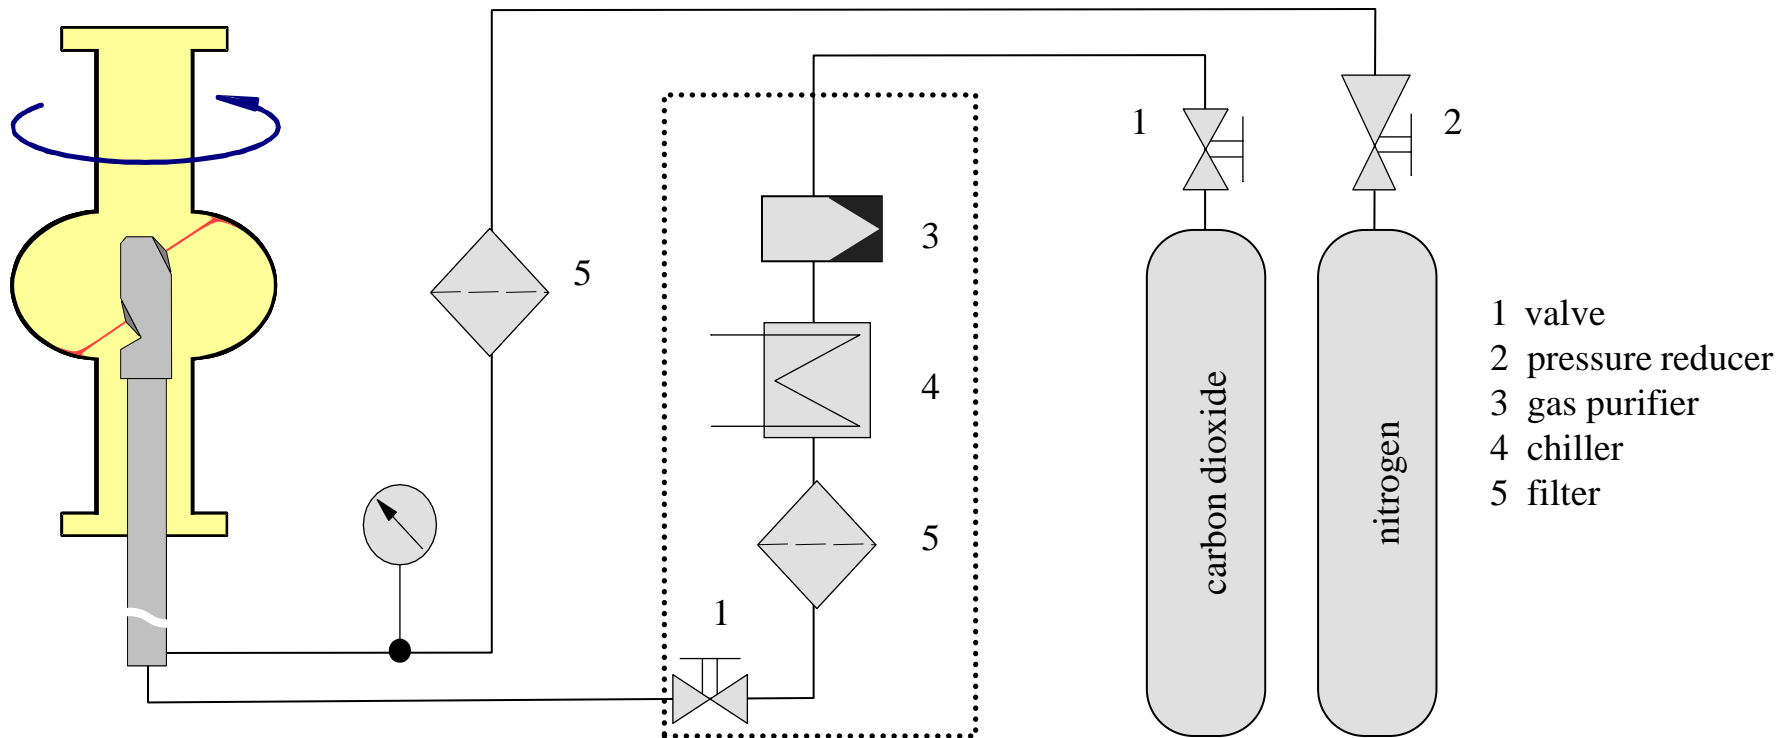 1
2
3
5
4
5
1
carbon dioxide
nitrogen
1 valve
2 pressure reducer
3 gas purifier
4 chiller
5 filter